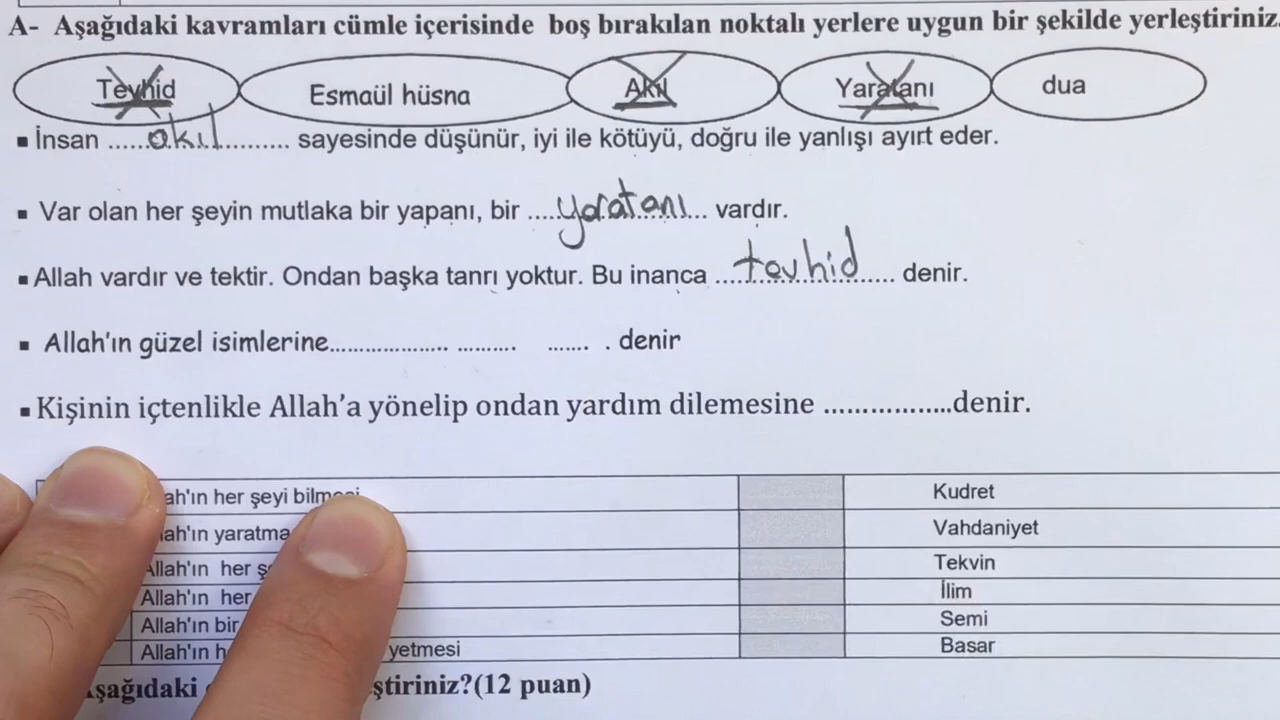 A- Aşağıdaki kavramları cümle içerisinde boş bırakılan noktalı yerlere uygun bir şekilde yerleştiriniz.
Tevhid Esmaül hüsna Akıl Yaratanı dua
▪ İnsan .....akıl........... sayesinde düşünür, iyi ile kötüyü, doğru ile yanlışı ayırt eder.
▪ Var olan her şeyin mutlaka bir yapanı, bir ....yaratanı... vardır.
▪ Allah vardır ve tektir. Ondan başka tanrı yoktur. Bu inanca ...tevhid...... denir.
▪ Allah'ın güzel isimlerine.................... .......... ....... . denir
▪ Kişinin içtenlikle Allah'a yönelip ondan yardım dilemesine .................denir.
ah'ın her şeyi Kudret
ah'ın Vahdaniyet
Allah'ın her Tekvin
Allah'ın her İlim
Allah'ın bir Semi
Allah'ın yetmesi Basar
şağıdaki ştiriniz?(12 puan)